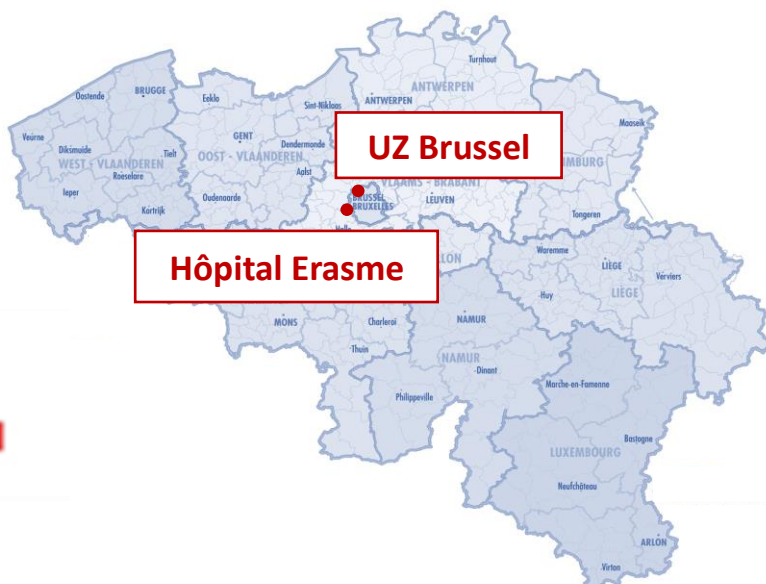 Turnhout
ANTWERPEN
Oostende
BRUGGE
Eeklo
Sint-Niklaas
ANTWERPEN
Maaseik
Veurne
Diksmuide
Tielt
GENT
Dendermonde
UZ Brussel
WEST - VLAANDEREN
OOST - VLAANDEREN
IMBURG
Roeselare
Aalst
VLAAMS - BRABANT
Ieper
Kortrijk
Oudenaarde
BRUSSEL
BRUXELLES
LEUVEN
Tongeren
Hôpital Erasme
LON
Waremme
LIÈGE
Verviers
Huy
LIÈGE
MONS
Charleroi
NAMUR
Thuin
NAMUR
Dinant
Philippeville
Marche-en-Famenne
Bastogne
LUXEMBOURG
Neufchâteau
ARLON
Virton